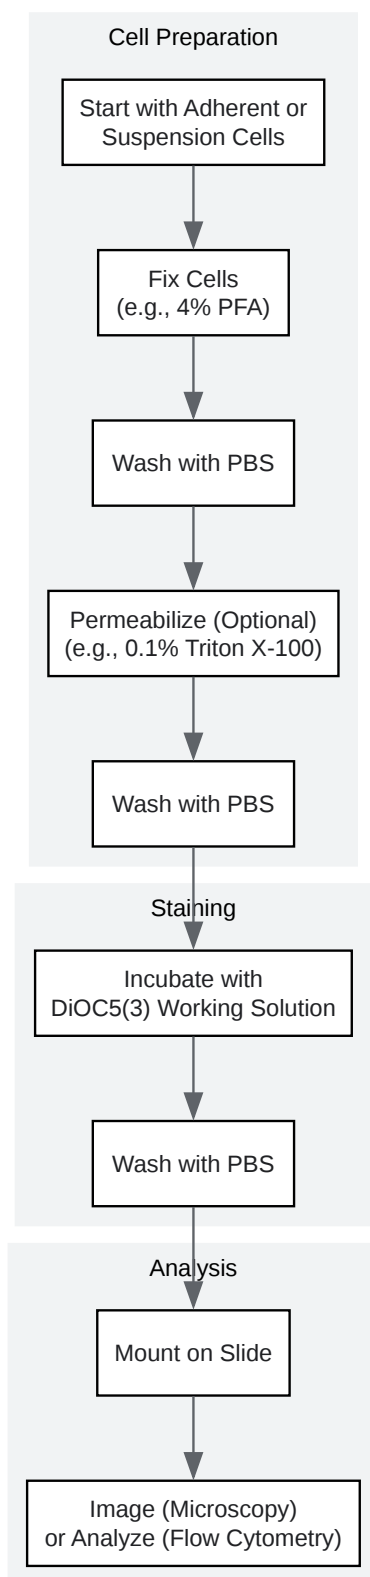 Cell Preparation
Start with Adherent or
Suspension Cells
Fix Cells
(e.g., 4% PFA)
Wash with PBS
Permeabilize (Optional)
(e.g., 0.1% Triton X-100)
Wash with PBS
Staining
Incubate with
DiOC5(3) Working Solution
Wash with PBS
Analysis
Mount on Slide
Image (Microscopy)
or Analyze (Flow Cytometry)